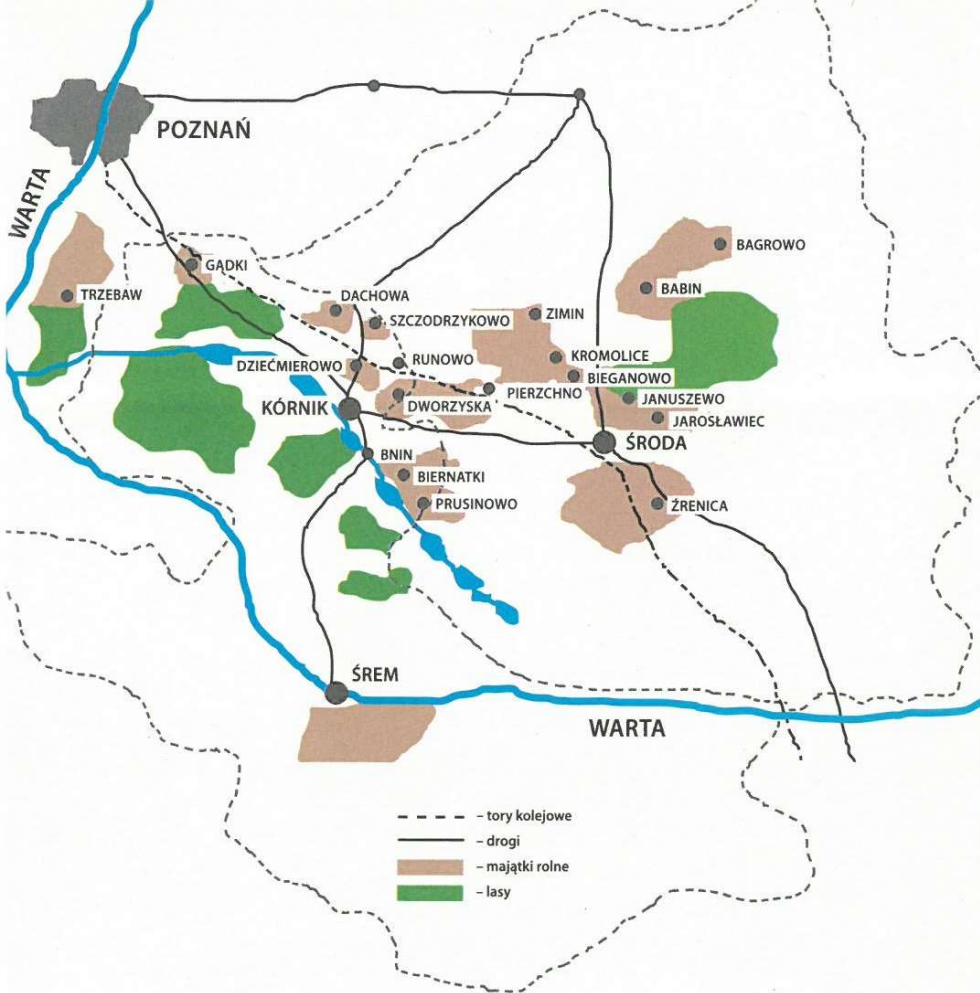 POZNAŃ
WARTA
BAGROWO
GĄDKI
BABIN
TRZEBAW
DACHOWA
ZIMIN
SZCZODRZYKOWO
KROMOLICE
DZIEĆMIEROWO
RUNOWO
BIEGANOWO
PIERZCHNO
JANUSZEWO
KÓRNIK
DWORZYSKA
JAROSŁAWIEC
ŚRODA
BNIN
BIERNATKI
PRUSINOWO
ŹRENICA
ŚREM
WARTA
– tory kolejowe
– drogi
– majątki rolne
– lasy